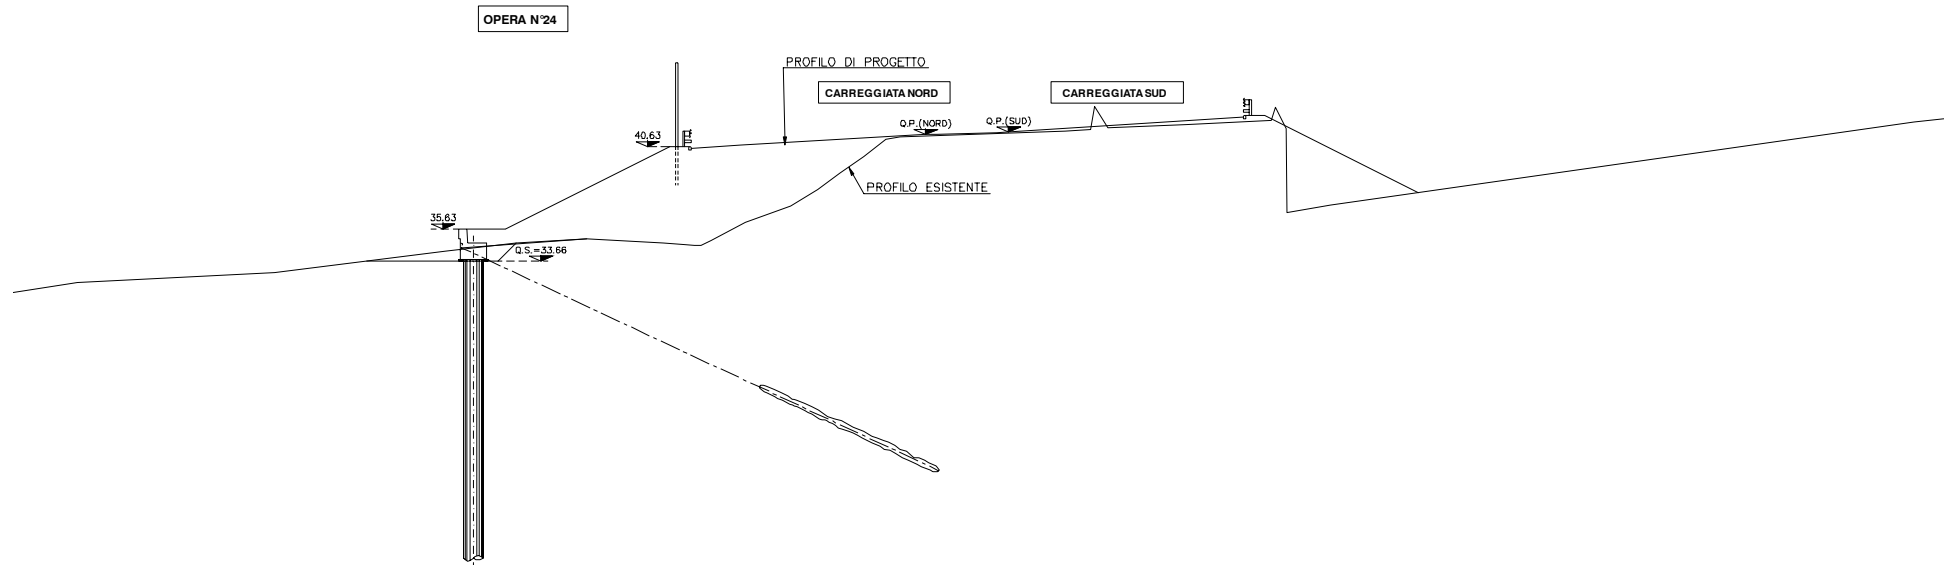 OPERA N°24
PROFILO DI PROGETTO
CARREGGIATA NORD
CARREGGIATA SUD
Q.P.(NORD)
Q.P.(SUD)
40.63
PROFILO ESISTENTE
35.63
Q.S.=33.66